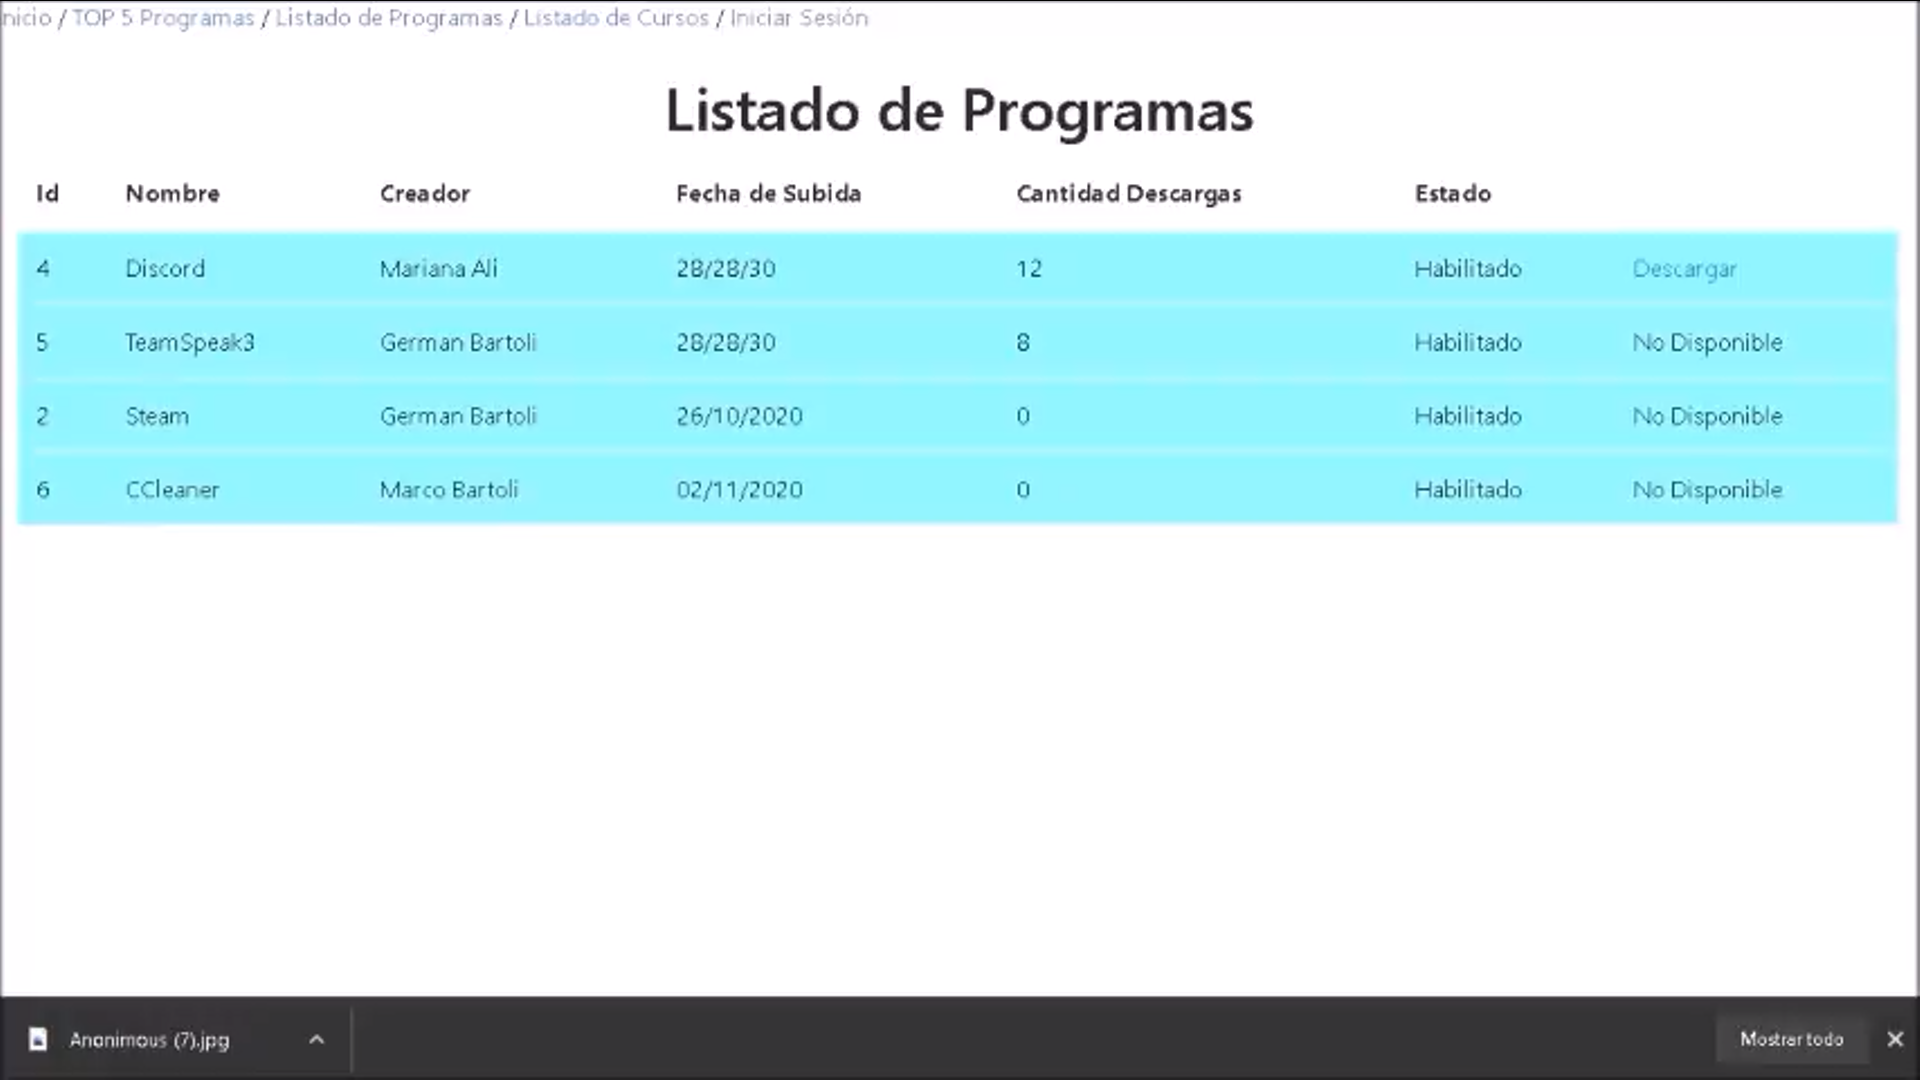 nicio / TOP 5 Programas / Listado de Programas / Listado de Cursos / Iniciar Sesión
Listado de Programas
Id Nombre Creador Fecha de Subida Cantidad Descargas Estado
4 Discord Mariana Ali 28/28/30 12 Habilitado Descargar
5 TeamSpeak3 German Bartoli 28/28/30 8 Habilitado No Disponible
2 Steam German Bartoli 26/10/2020 0 Habilitado No Disponible
6 CCleaner Marco Bartoli 02/11/2020 0 Habilitado No Disponible
Anonimous (7).jpg Mostrar todo